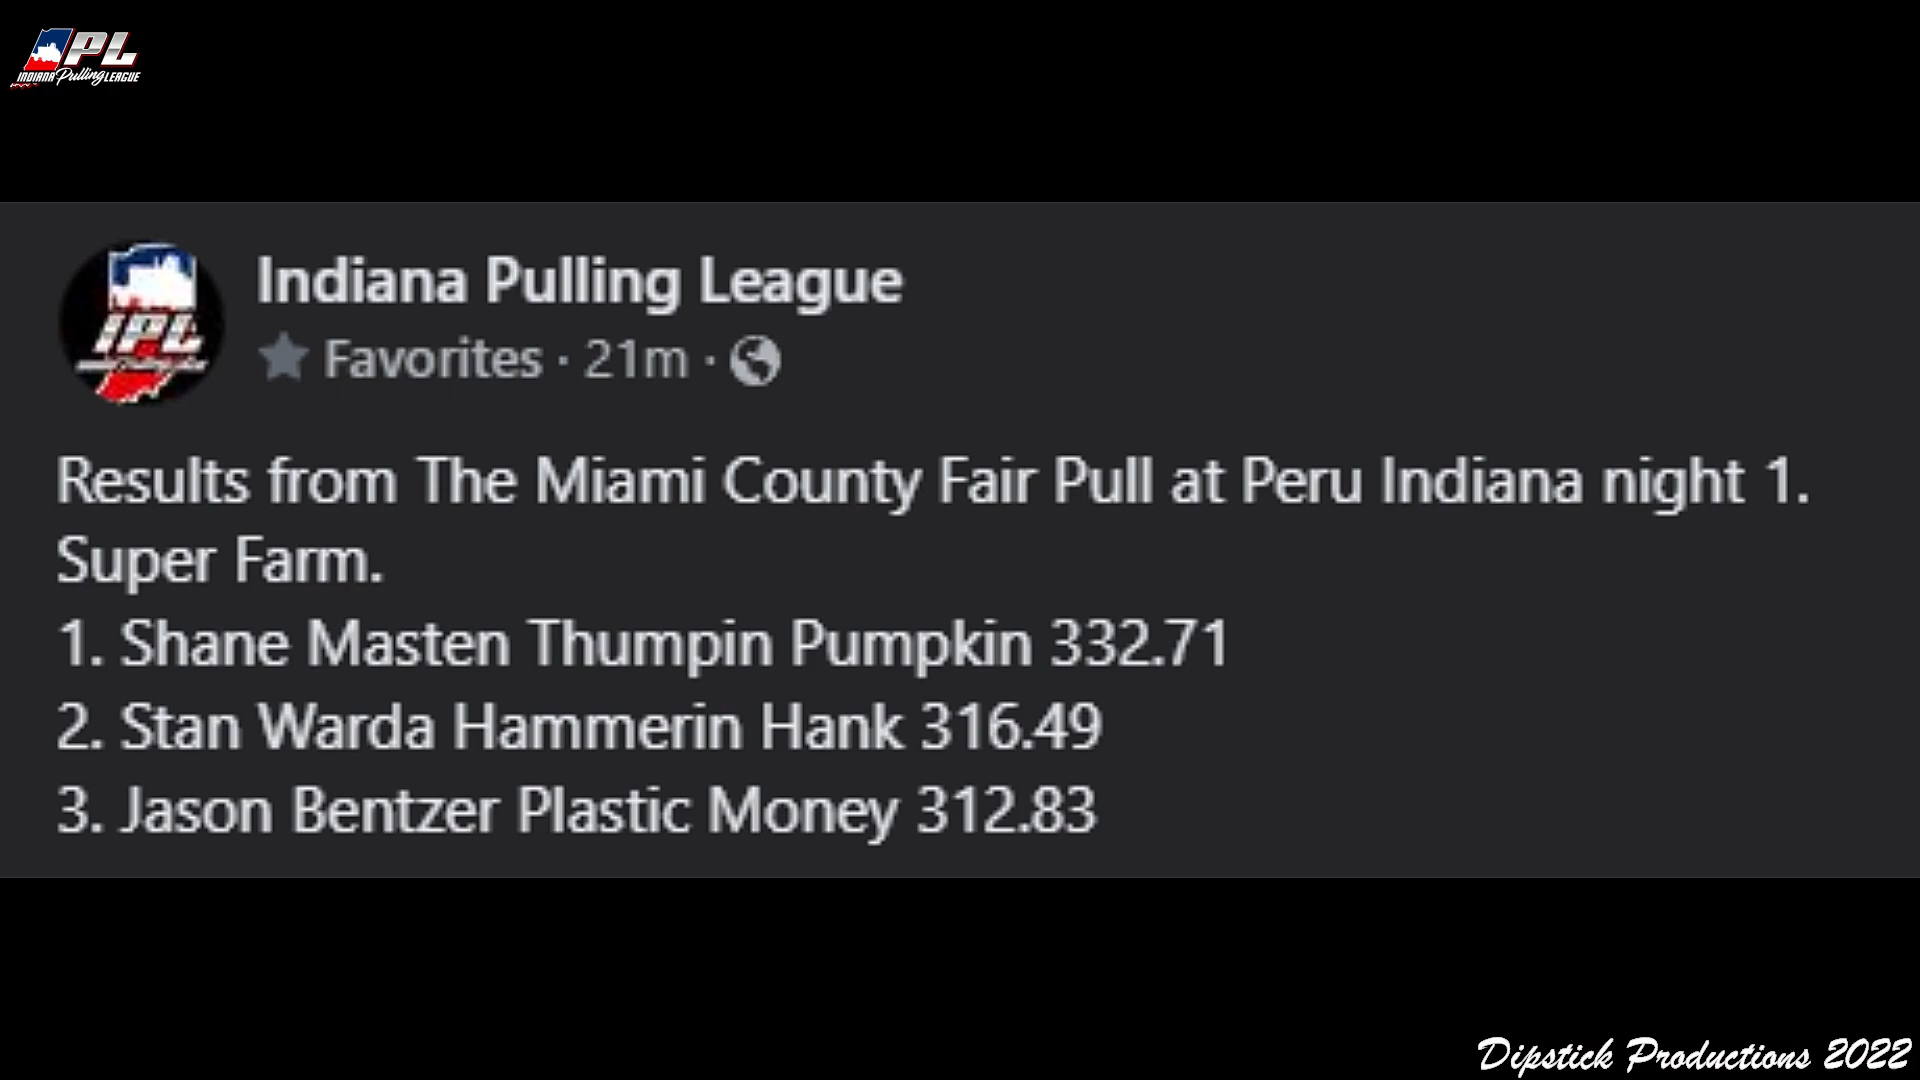 IPL
INDIANA Pulling LEAGUE
Indiana Pulling League
IPL
Favorites · 21m ·
Results from The Miami County Fair Pull at Peru Indiana night 1.
Super Farm.
1. Shane Masten Thumpin Pumpkin 332.71
2. Stan Warda Hammerin Hank 316.49
3. Jason Bentzer Plastic Money 312.83
Dipstick Productions 2022